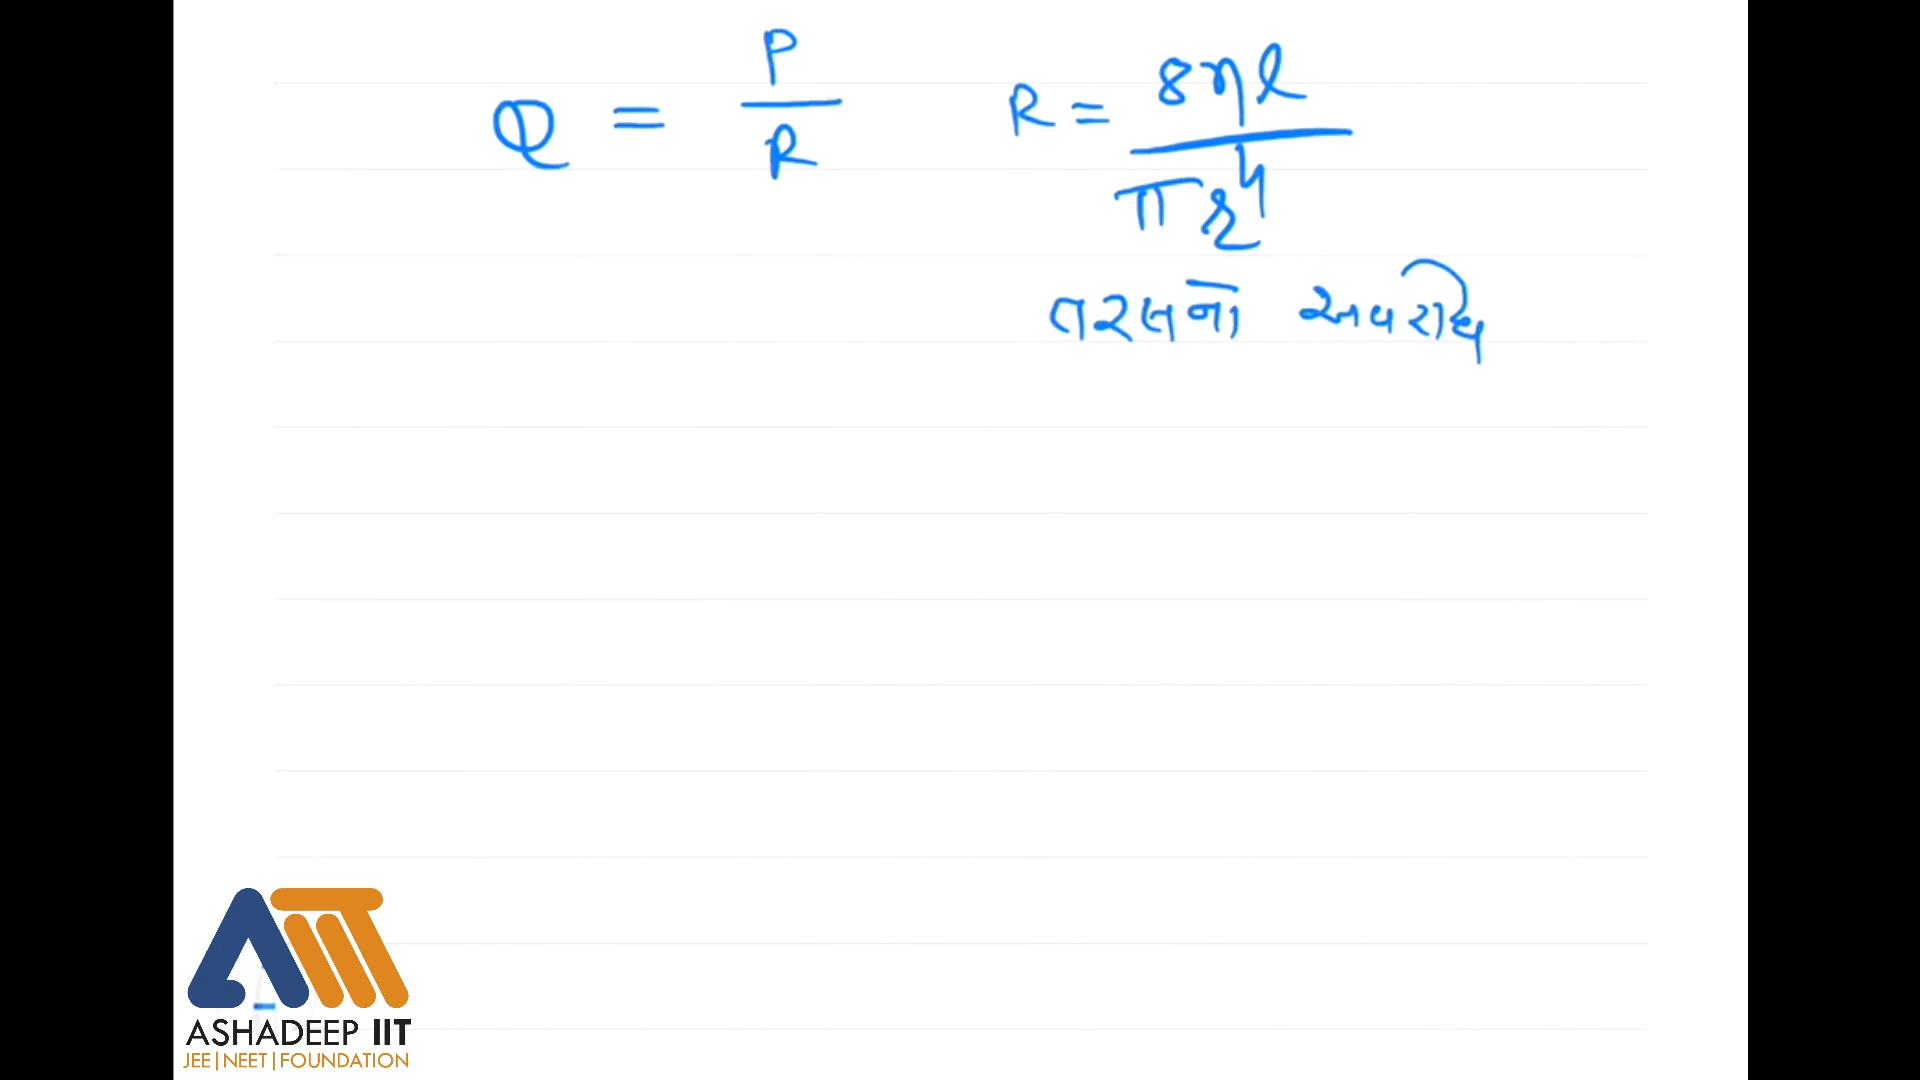 Q = P/R R = 8ηl/πr⁴
તરલનો અવરોધ
ASHADEEP IIT
JEE|NEET|FOUNDATION